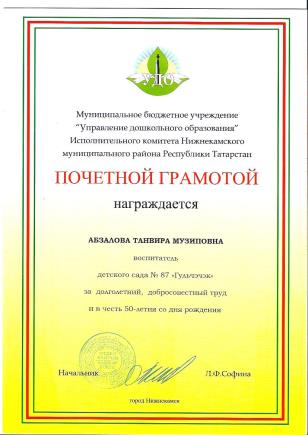 УДО
Муниципальное бюджетное учреждение
"Управление дошкольного образования"
Исполнительного комитета Нижнекамского
муниципального района Республики Татарстан
ПОЧЕТНОЙ ГРАМОТОЙ
награждается
АБЗАЛОВА ТАНВИРА МУЗИПОВНА
воспитатель
детского сада № 87 «Гульчэчэк»
за долголетний, добросовестный труд
и в честь 50-летия со дня рождения
Начальник Л.Ф.Софина
город Нижнекамск